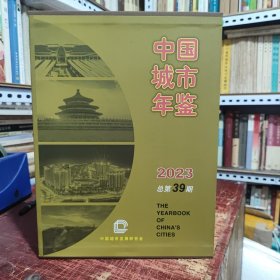 中国
城市
年鉴
2023
总第39期
THE
YEARBOOK
OF
CHINA'S
CITIES